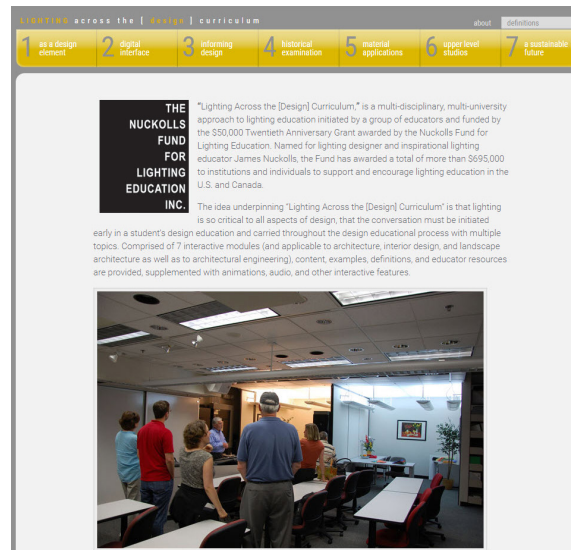 LIGHTING across the | design | curriculum
about
definitions
1 as a design
element
2 digital
interface
3 informing
design
4 historical
examination
5 material
applications
6 upper level
studios
7 a sustainable
future
THE
NUCKOLLS
FUND
FOR
LIGHTING
EDUCATION
INC.
"Lighting Across the [Design] Curriculum," is a multi-disciplinary, multi-university
approach to lighting education initiated by a group of educators and funded by
the $50,000 Twentieth Anniversary Grant awarded by the Nuckolls Fund for
Lighting Education. Named for lighting designer and inspirational lighting
educator James Nuckolls, the Fund has awarded a total of more than $695,000
to institutions and individuals to support and encourage lighting education in the
U.S. and Canada.
The idea underpinning "Lighting Across the [Design] Curriculum" is that lighting
is so critical to all aspects of design, that the conversation must be initiated
early in a student's design education and carried throughout the design educational process with multiple
topics. Comprised of 7 interactive modules (and applicable to architecture, interior design, and landscape
architecture as well as to architectural engineering), content, examples, definitions, and educator resources
are provided, supplemented with animations, audio, and other interactive features.